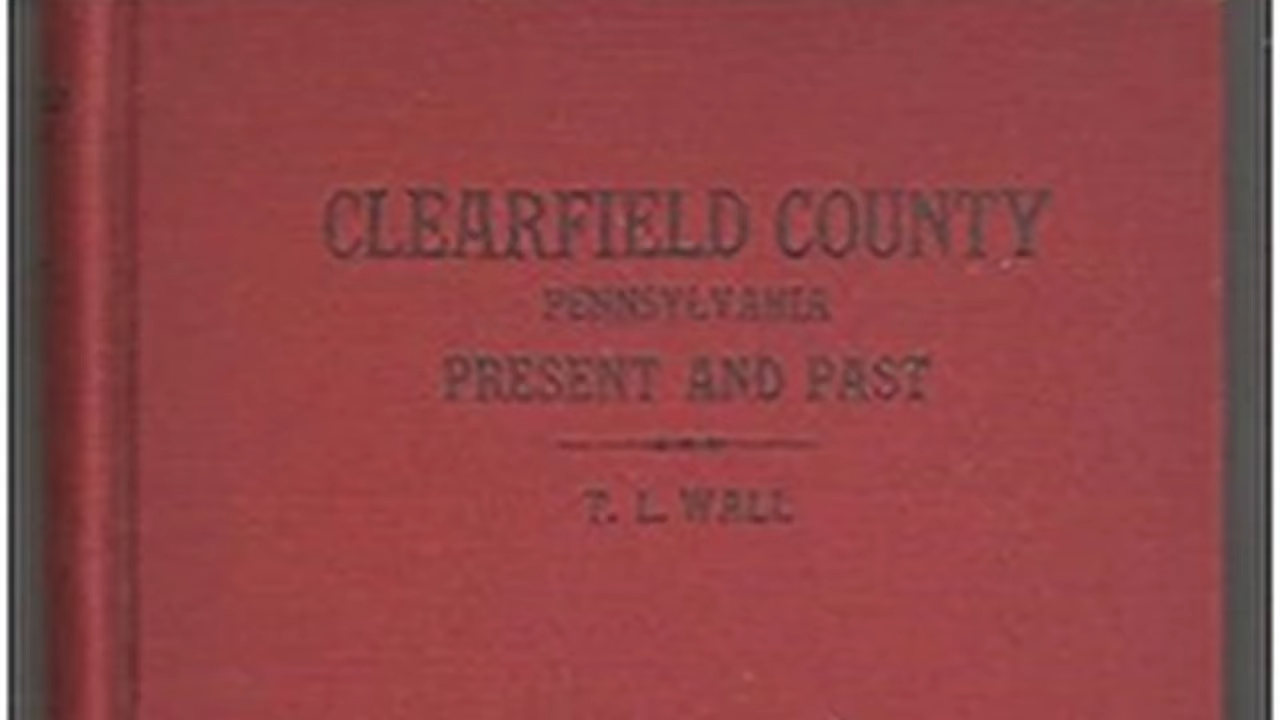 CLEARFIELD COUNTY
PENNSYLVANIA
PRESENT AND PAST
T. L. WALL